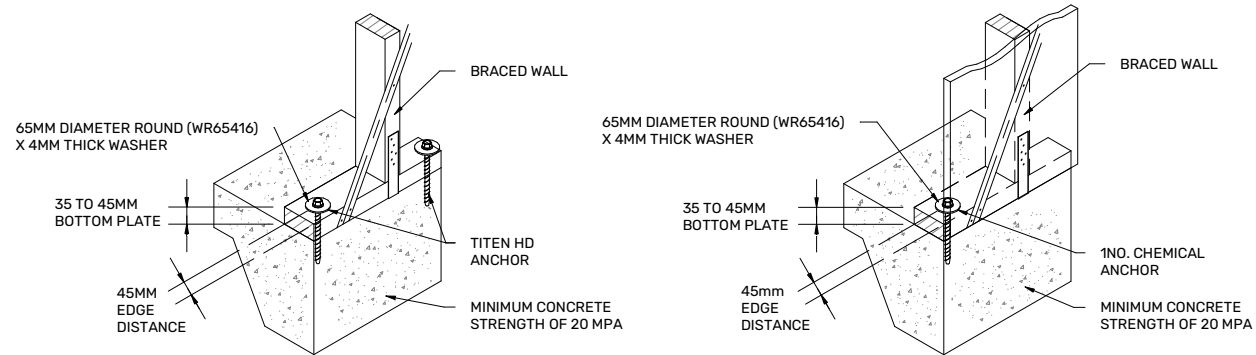 BRACED WALL
65MM DIAMETER ROUND (WR65416)
X 4MM THICK WASHER
35 TO 45MM
BOTTOM PLATE
TITEN HD
ANCHOR
45MM
EDGE
DISTANCE
MINIMUM CONCRETE
STRENGTH OF 20 MPA
BRACED WALL
65MM DIAMETER ROUND (WR65416)
X 4MM THICK WASHER
35 TO 45MM
BOTTOM PLATE
1NO. CHEMICAL
ANCHOR
45mm
EDGE
DISTANCE
MINIMUM CONCRETE
STRENGTH OF 20 MPA